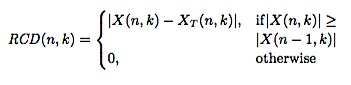 RCD(n, k) = { |X(n, k) − X_T(n, k)|, if|X(n, k)| ≥
|X(n − 1, k)|
0, otherwise